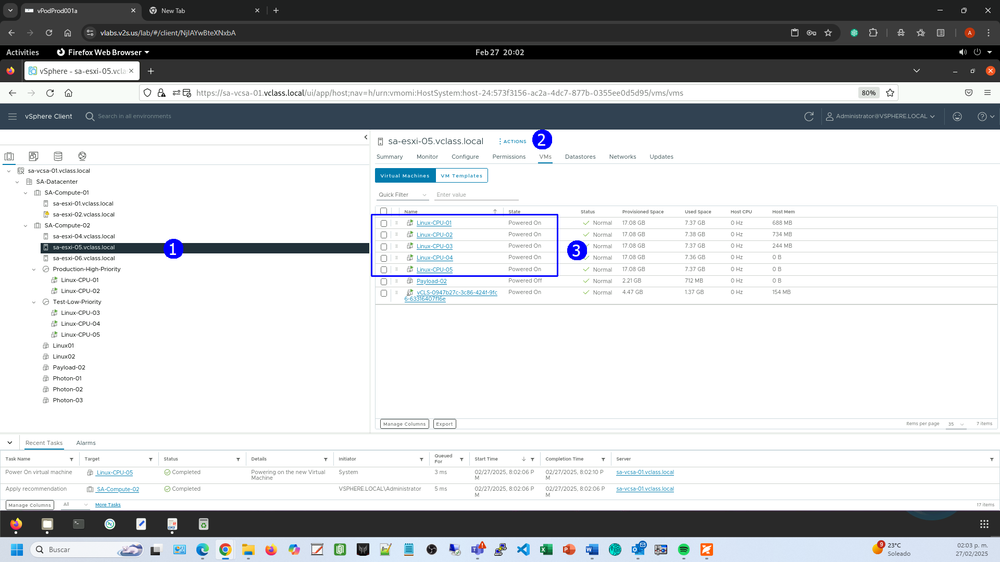 vPodProd001a
New Tab
vlabs.v2s.us/lab/#/client/NjIAYwBteXNxbA
A
Activities
Firefox Web Browser
Feb 27 20:02
vSphere - sa-esxi-05.vcla
https://sa-vcsa-01.vclass.local/ui/app/host;nav=h/urn:vmomi:HostSystem:host-24:573f3156-ac2a-4dc7-877b-0355ee0d5d95/vms/vms
80%
vSphere Client
Search in all environments
Administrator@VSPHERE.LOCAL
sa-vcsa-01.vclass.local
SA-Datacenter
SA-Compute-01
sa-esxi-01.vclass.local
sa-esxi-02.vclass.local
SA-Compute-02
sa-esxi-04.vclass.local
sa-esxi-05.vclass.local
1
sa-esxi-06.vclass.local
Production-High-Priority
Linux-CPU-01
Linux-CPU-02
Test-Low-Priority
Linux-CPU-03
Linux-CPU-04
Linux-CPU-05
Linux01
Linux02
Payload-02
Photon-01
Photon-02
Photon-03
sa-esxi-05.vclass.local
ACTIONS
2
Summary Monitor Configure Permissions VMs Datastores Networks Updates
Virtual Machines VM Templates
Quick Filter Enter value
Name State Status Provisioned Space Used Space Host CPU Host Mem
Linux-CPU-01 Powered On Normal 17.08 GB 7.37 GB 0 Hz 688 MB
Linux-CPU-02 Powered On Normal 17.08 GB 7.38 GB 0 Hz 734 MB
Linux-CPU-03 Powered On Normal 17.08 GB 7.37 GB 0 Hz 244 MB
3
Linux-CPU-04 Powered On Normal 17.08 GB 7.36 GB 0 Hz 0 B
Linux-CPU-05 Powered On Normal 17.08 GB 7.37 GB 0 Hz 0 B
Payload-02 Powered Off Normal 2.21 GB 712 MB 0 Hz 0 B
vCLS-0947b27c-3c86-424f-9fc Powered On Normal 4.47 GB 1.37 GB 0 Hz 154 MB
6-63316407f16e
Manage Columns Export
Items per page 35 7 items
Recent Tasks Alarms
Task Name Target Status Details Initiator Queued For Start Time Completion Time Server
Power On virtual machine Linux-CPU-05 Completed Powering on the new Virtual Machine System 3 ms 02/27/2025, 8:02:06 PM 02/27/2025, 8:02:10 PM sa-vcsa-01.vclass.local
Apply recommendation SA-Compute-02 Completed VSPHERE.LOCAL\Administrator 5 ms 02/27/2025, 8:02:06 PM 02/27/2025, 8:02:06 PM sa-vcsa-01.vclass.local
Manage Columns All More Tasks
17 items
Buscar
9
23°C
Soleado
02:03 p. m.
27/02/2025